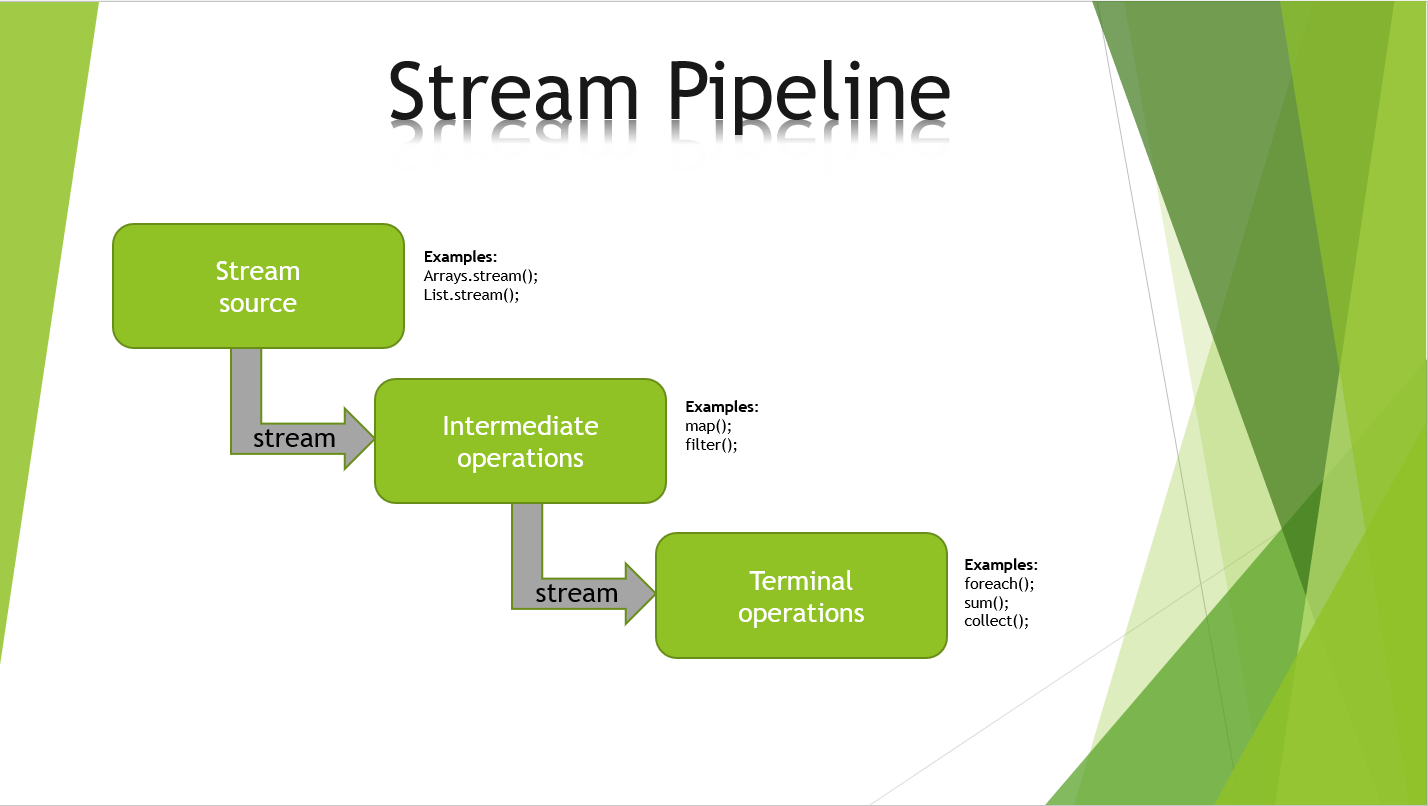 Stream Pipeline
Stream
source
Examples:
Arrays.stream();
List.stream();
stream
Intermediate
operations
Examples:
map();
filter();
stream
Terminal
operations
Examples:
foreach();
sum();
collect();